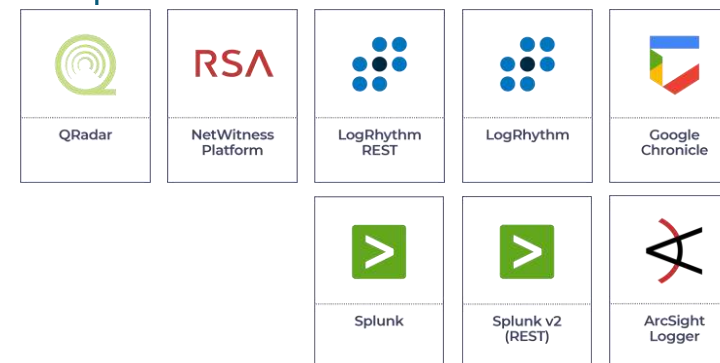 RSA
QRadar
NetWitness
Platform
LogRhythm
REST
LogRhythm
Google
Chronicle
Splunk
Splunk v2
(REST)
ArcSight
Logger